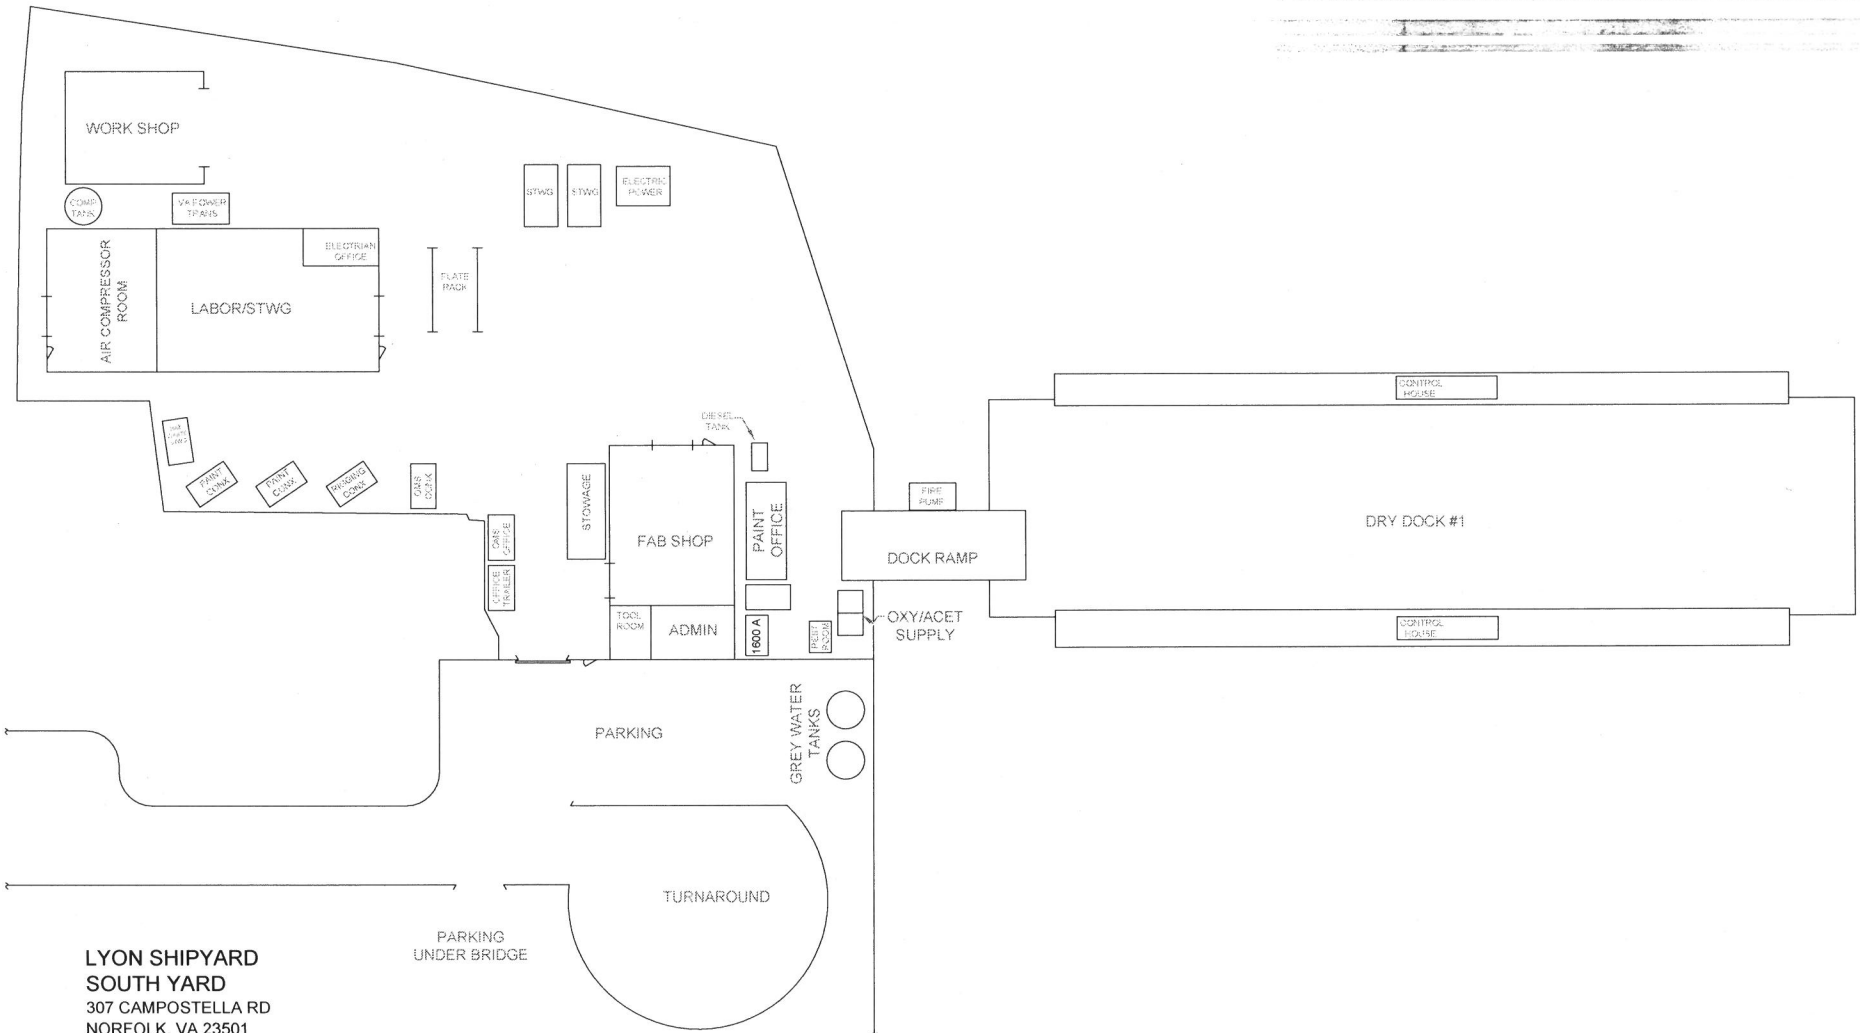 WORK SHOP
COMP
TANK
VA POWER
TRANS
STWG
STWG
ELECTRIC
POWER
AIR COMPRESSOR
ROOM
LABOR/STWG
ELECTRIAN
OFFICE
PLATE
RACK
CONTROL
HOUSE
DIESEL
TANK
PAINT
CONX
PAINT
CONX
RIGGING
CONX
OMS
CONX
STOWAGE
FAB SHOP
PAINT
OFFICE
FIRE
PUMP
DOCK RAMP
DRY DOCK #1
OMS
OFFICE
OFFICE
TRAILER
TOOL
ROOM
ADMIN
1600 A
ROOM
OXY/ACET
SUPPLY
CONTROL
HOUSE
PARKING
GREY WATER
TANKS
TURNAROUND
PARKING
UNDER BRIDGE
LYON SHIPYARD
SOUTH YARD
307 CAMPOSTELLA RD
NORFOLK, VA 23501